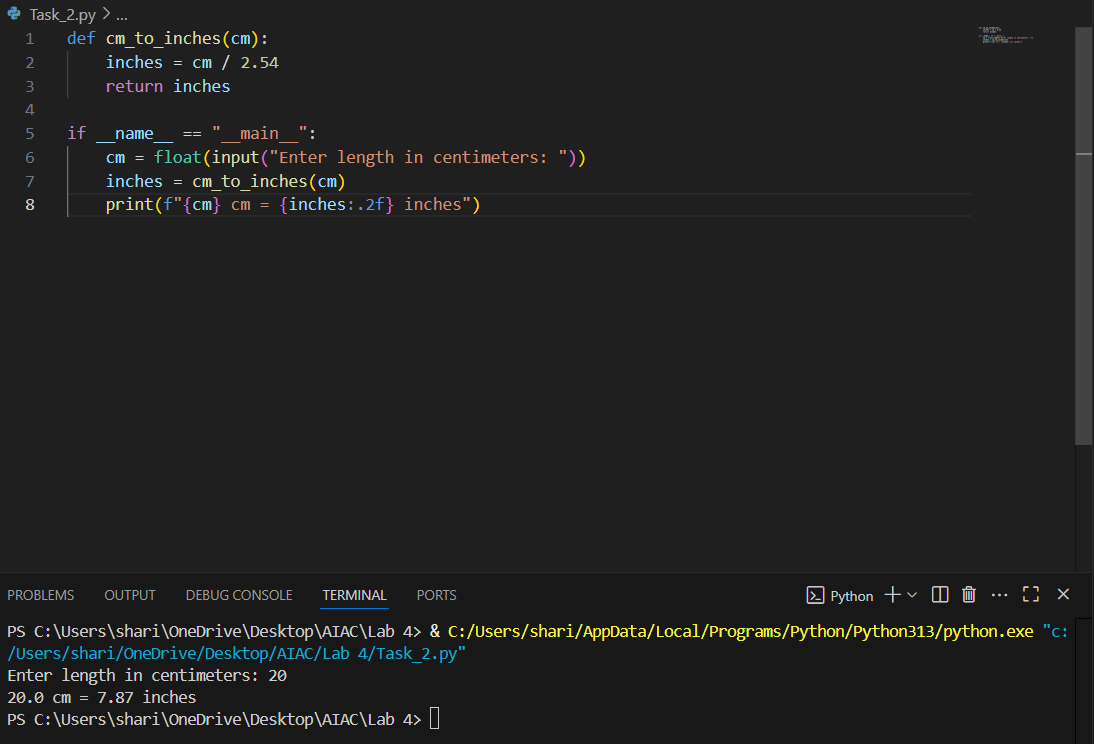 Task_2.py > ...
1 def cm_to_inches(cm):
2     inches = cm / 2.54
3     return inches
4
5 if __name__ == "__main__":
6     cm = float(input("Enter length in centimeters: "))
7     inches = cm_to_inches(cm)
8     print(f"{cm} cm = {inches:.2f} inches")
PROBLEMS OUTPUT DEBUG CONSOLE TERMINAL PORTS Python
PS C:\Users\shari\OneDrive\Desktop\AIAC\Lab 4> & C:/Users/shari/AppData/Local/Programs/Python/Python313/python.exe "c:
/Users/shari/OneDrive/Desktop/AIAC/Lab 4/Task_2.py"
Enter length in centimeters: 20
20.0 cm = 7.87 inches
PS C:\Users\shari\OneDrive\Desktop\AIAC\Lab 4>